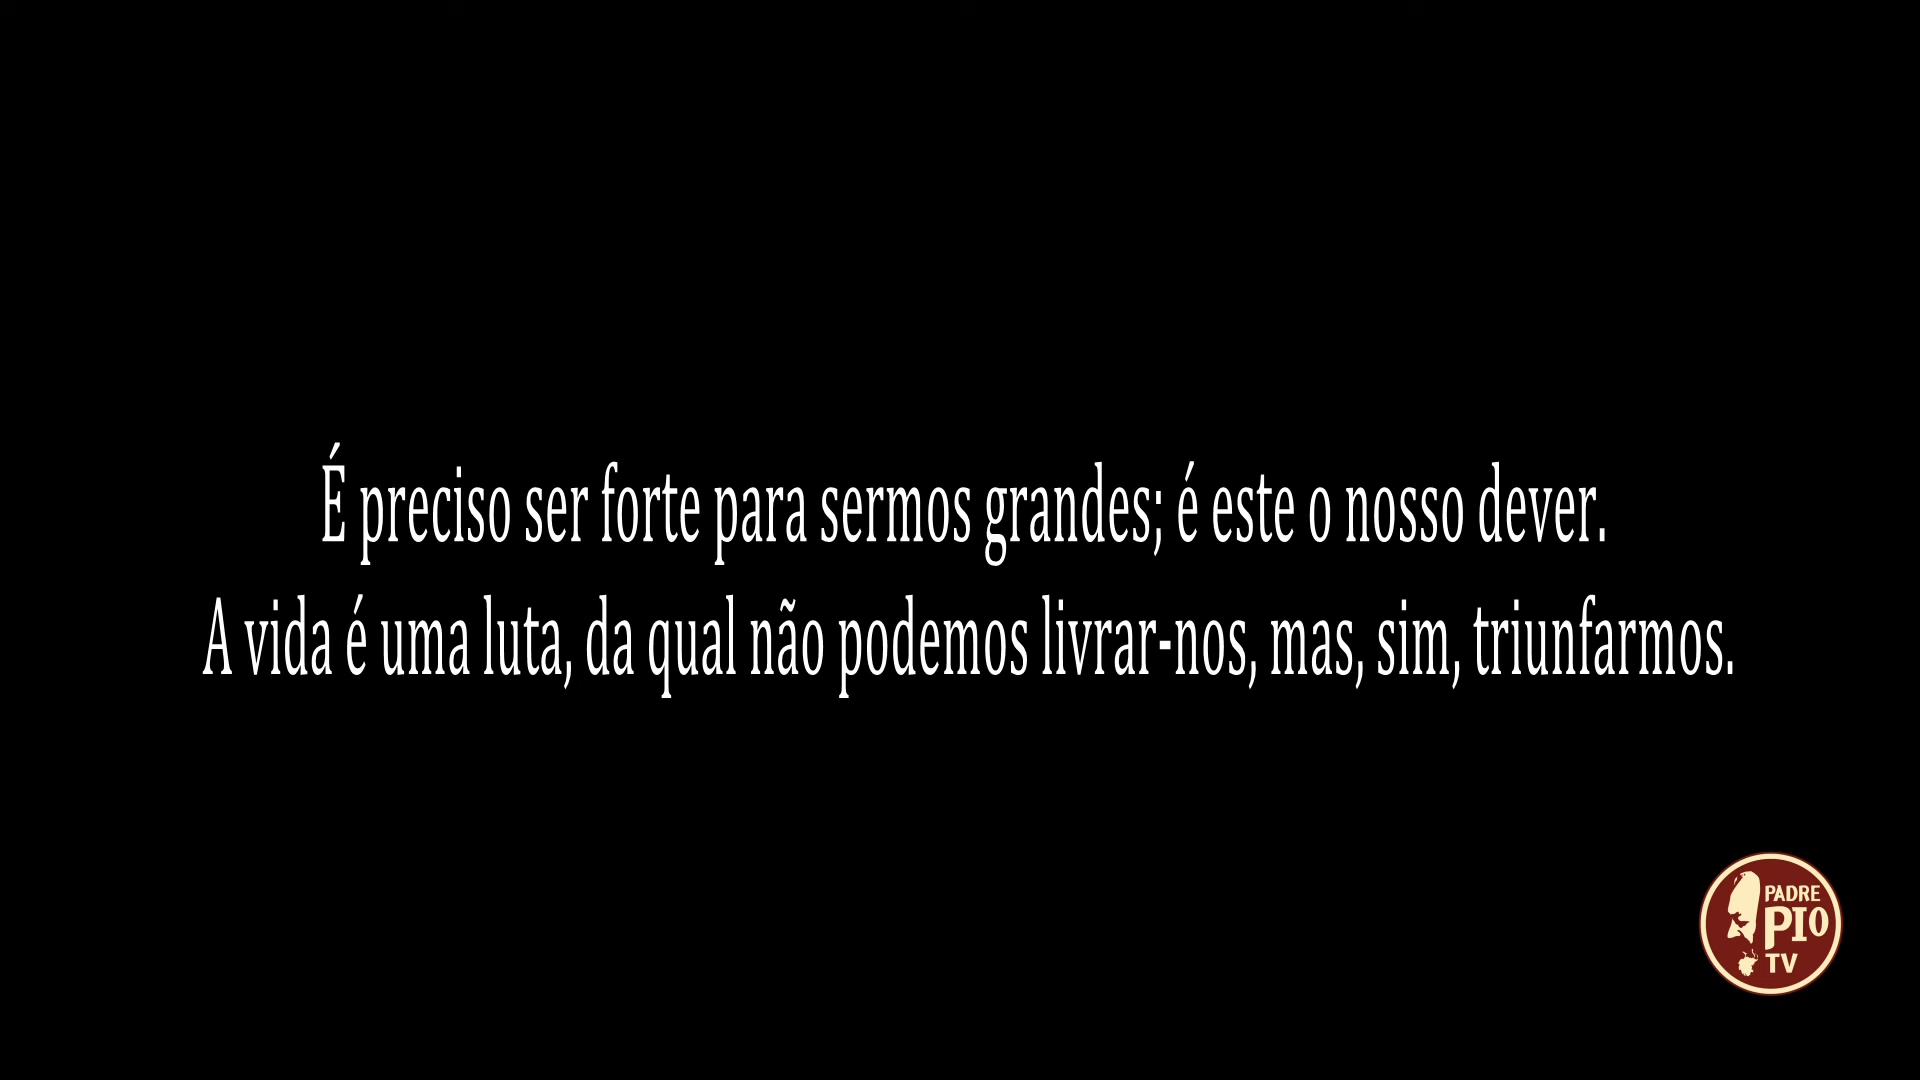 É preciso ser forte para sermos grandes; é este o nosso dever.
A vida é uma luta, da qual não podemos livrar-nos, mas, sim, triunfarmos.
PADRE
PIO
TV